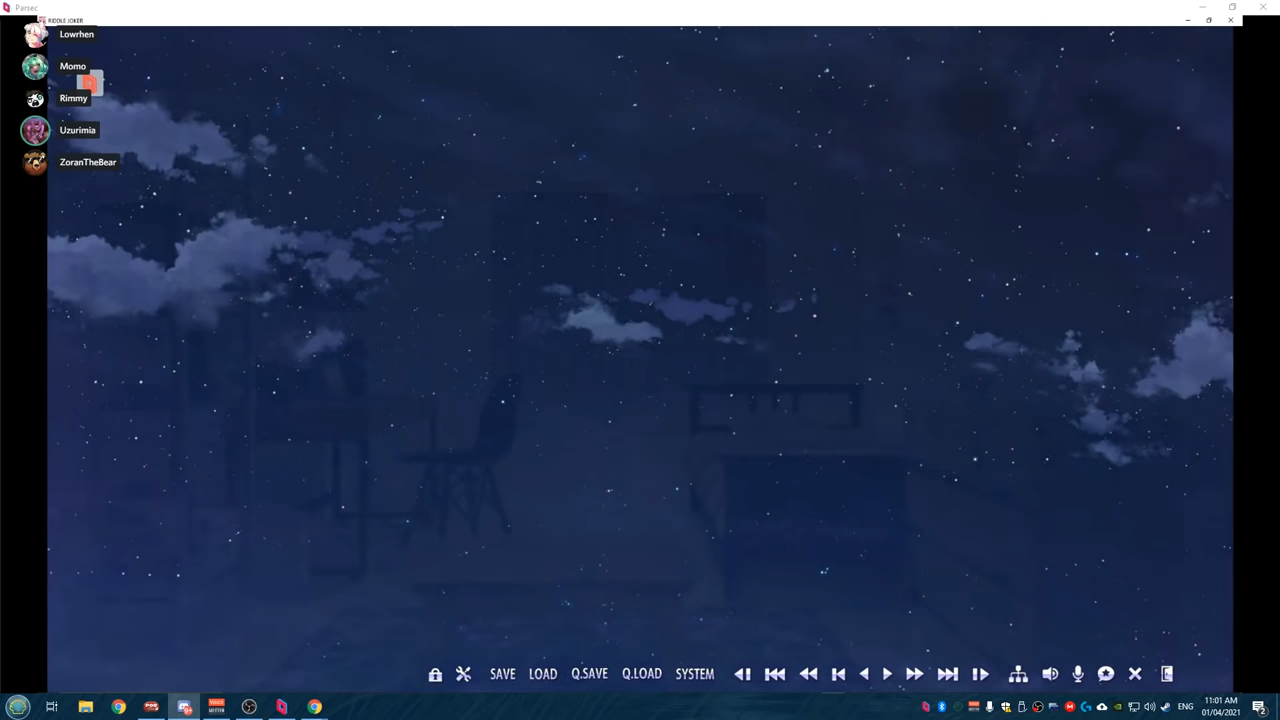 Parsec
RIDDLE JOKER
Lowrhen
Momo
Rimmy
Uzurimia
ZoranTheBear
SAVE LOAD Q.SAVE Q.LOAD SYSTEM
ENG
11:01 AM
01/04/2021
2